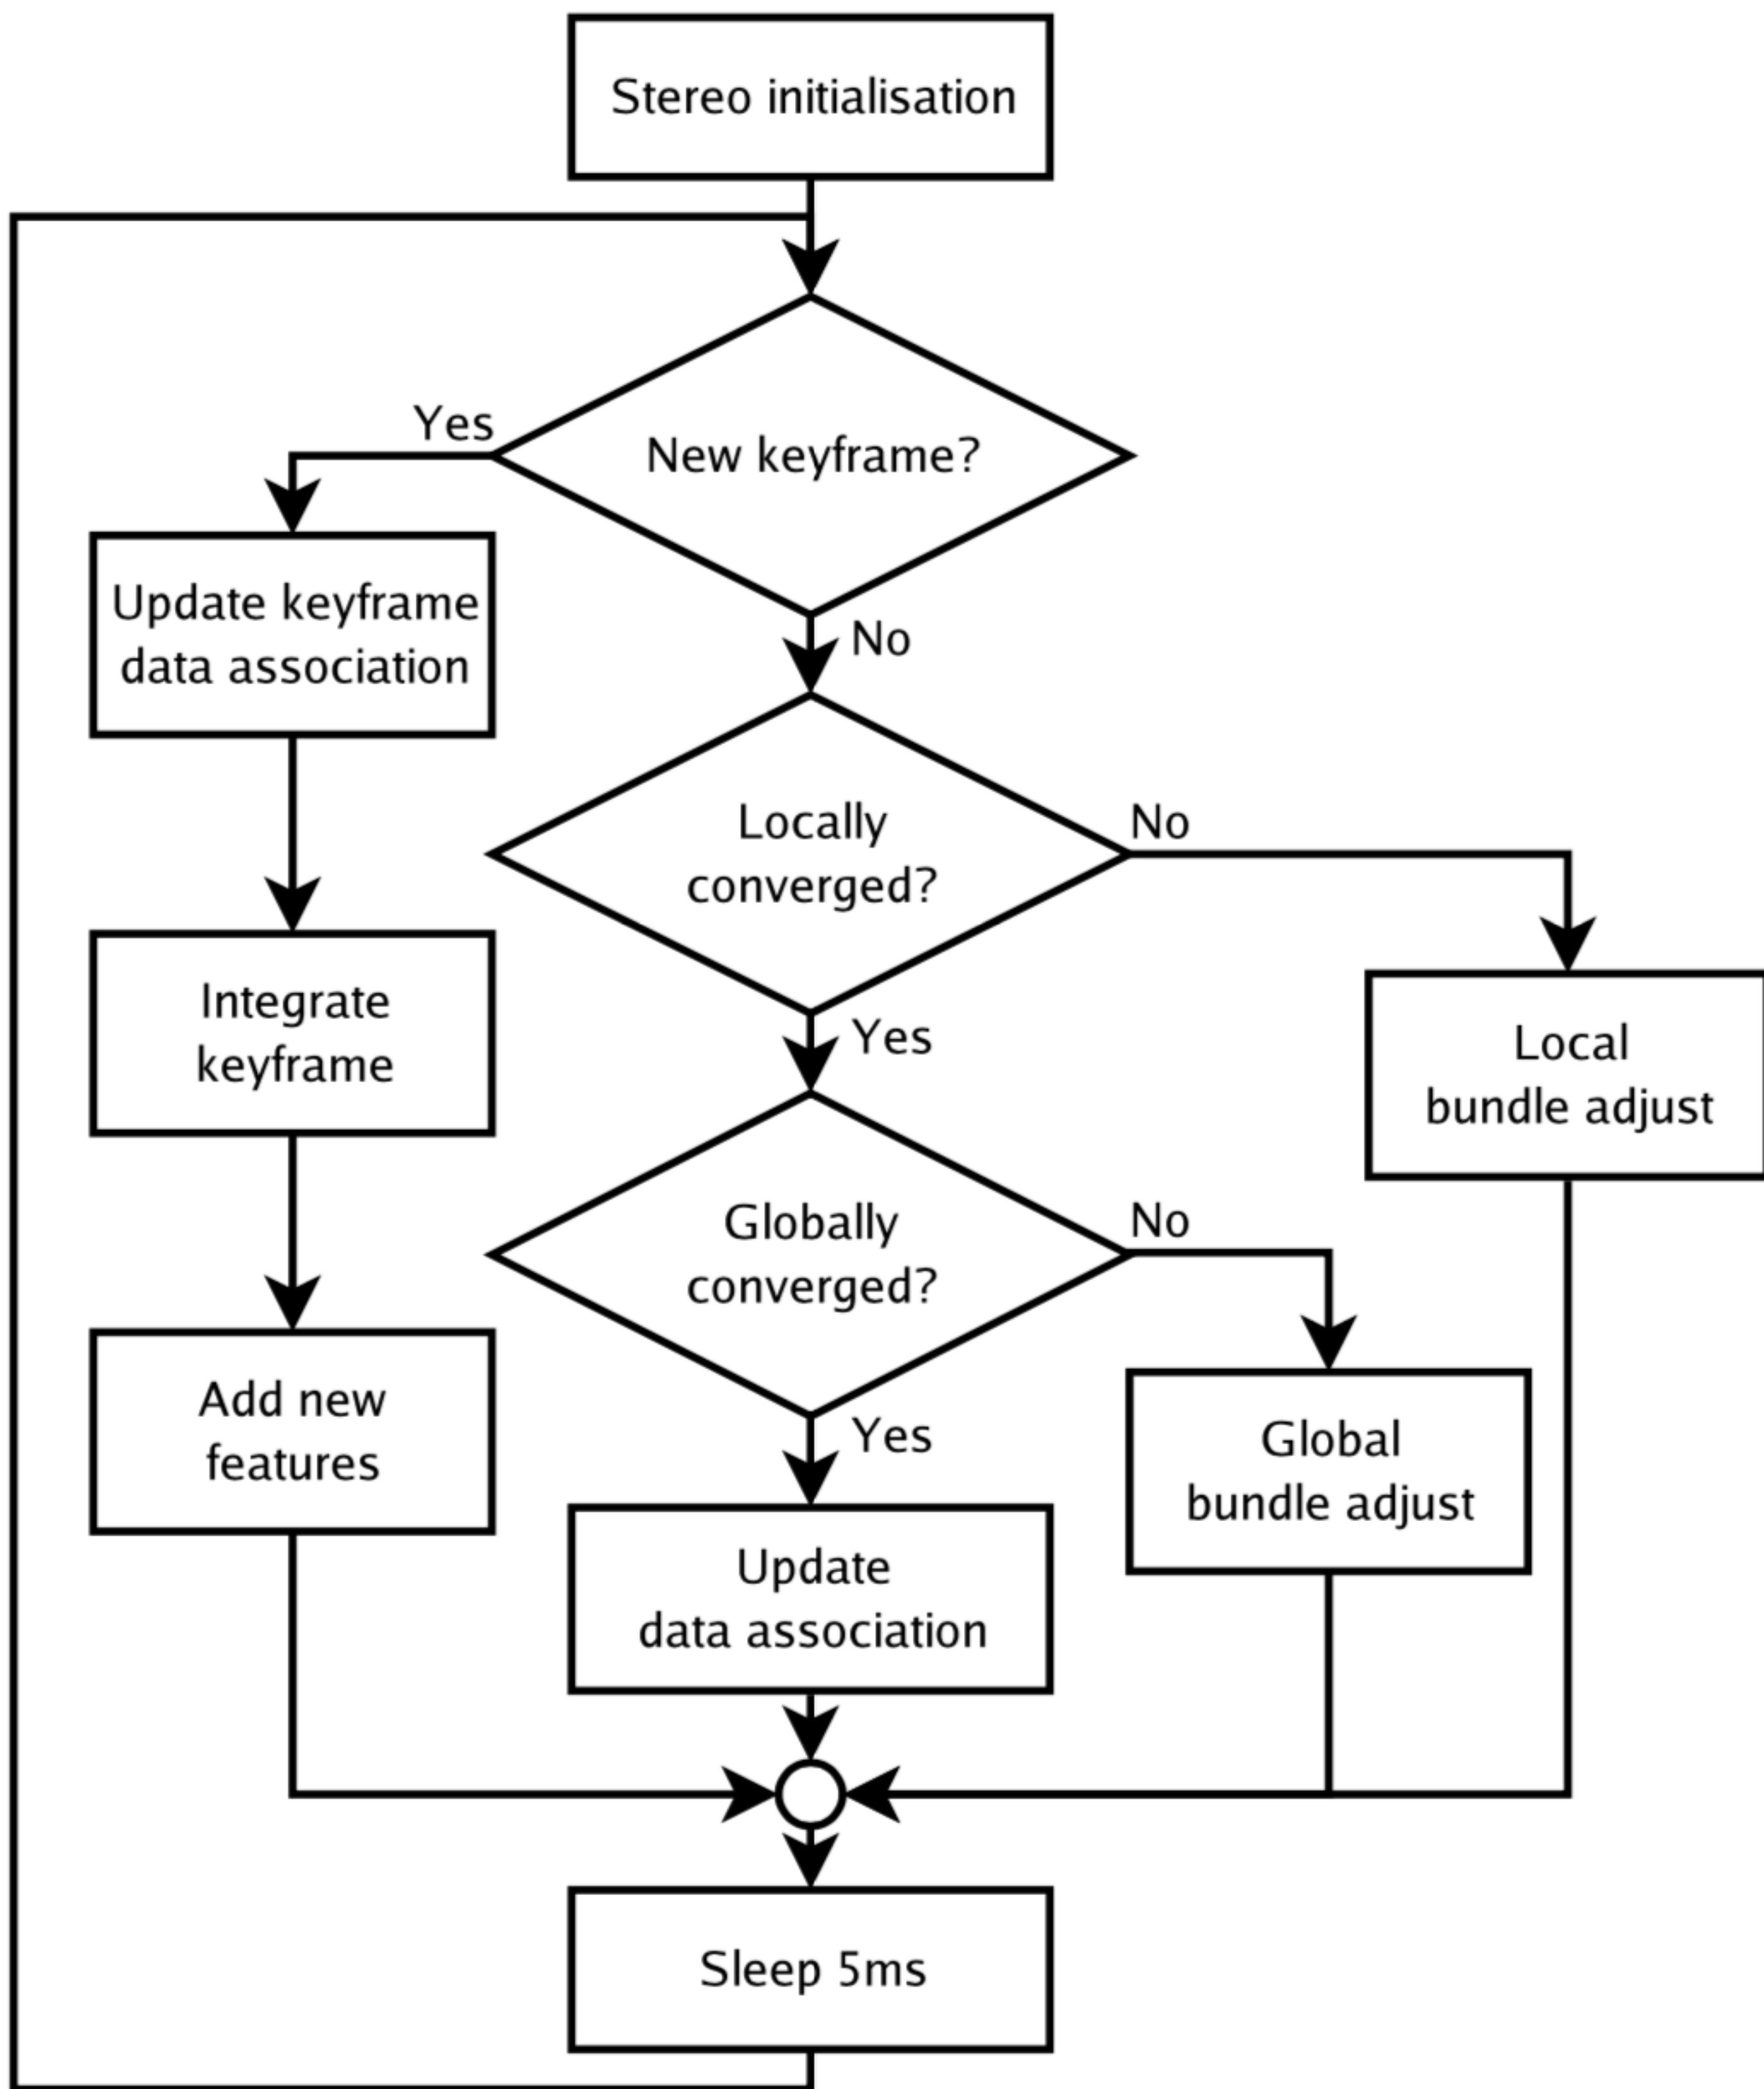 Stereo initialisation
New keyframe?
Yes
No
Update keyframe
data association
Locally
converged?
No
Yes
Integrate
keyframe
Local
bundle adjust
Globally
converged?
No
Yes
Add new
features
Global
bundle adjust
Update
data association
Sleep 5ms